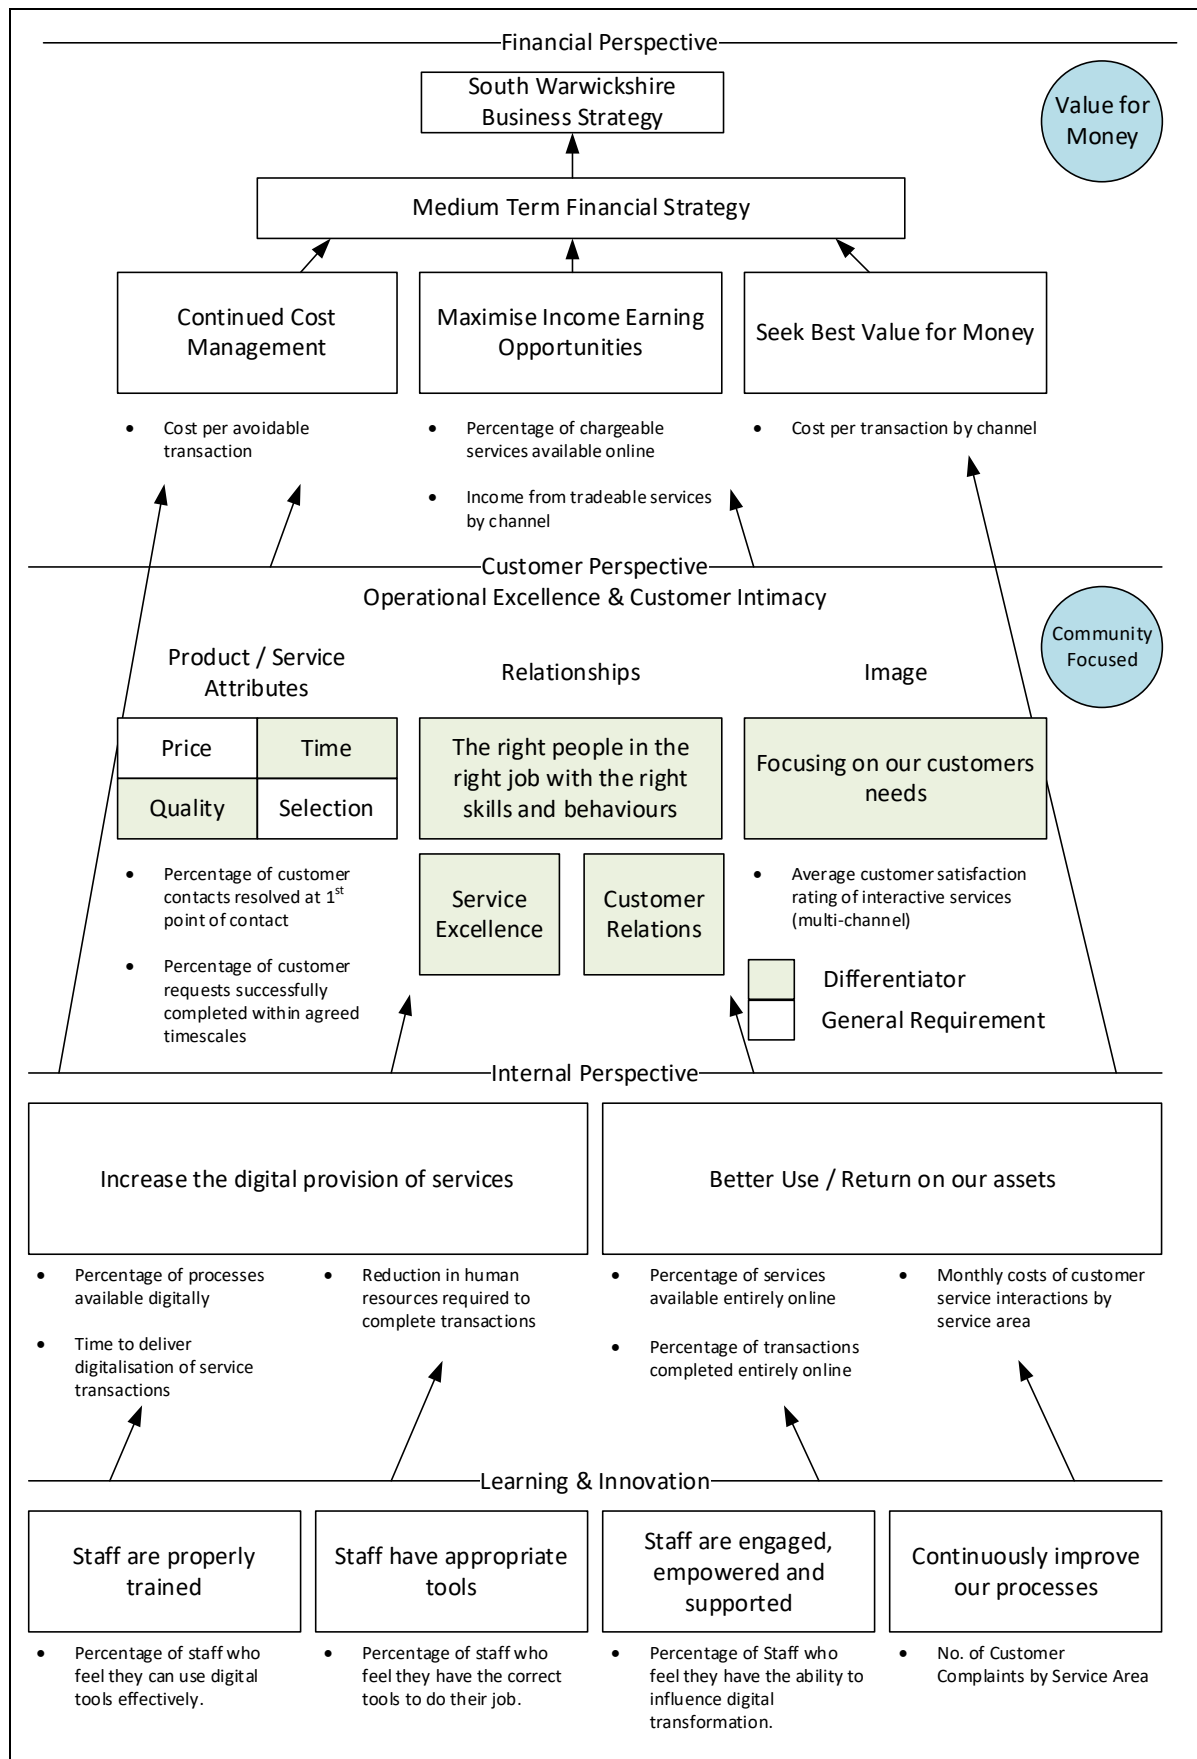 Financial Perspective
South Warwickshire
Business Strategy
Value for
Money
Medium Term Financial Strategy
Continued Cost
Management
Maximise Income Earning
Opportunities
Seek Best Value for Money
• Cost per avoidable
transaction
• Percentage of chargeable
services available online
• Income from tradeable services
by channel
• Cost per transaction by channel
Customer Perspective
Operational Excellence & Customer Intimacy
Community
Focused
Product / Service
Attributes
Relationships
Image
Price
Time
Quality
Selection
The right people in the
right job with the right
skills and behaviours
Focusing on our customers
needs
• Percentage of customer
contacts resolved at 1st
point of contact
• Percentage of customer
requests successfully
completed within agreed
timescales
Service
Excellence
Customer
Relations
• Average customer satisfaction
rating of interactive services
(multi-channel)
Differentiator
General Requirement
Internal Perspective
Increase the digital provision of services
Better Use / Return on our assets
• Percentage of processes
available digitally
• Time to deliver
digitalisation of service
transactions
• Reduction in human
resources required to
complete transactions
• Percentage of services
available entirely online
• Percentage of transactions
completed entirely online
• Monthly costs of customer
service interactions by
service area
Learning & Innovation
Staff are properly
trained
Staff have appropriate
tools
Staff are engaged,
empowered and
supported
Continuously improve
our processes
• Percentage of staff who
feel they can use digital
tools effectively.
• Percentage of staff who
feel they have the correct
tools to do their job.
• Percentage of Staff who
feel they have the ability to
influence digital
transformation.
• No. of Customer
Complaints by Service Area